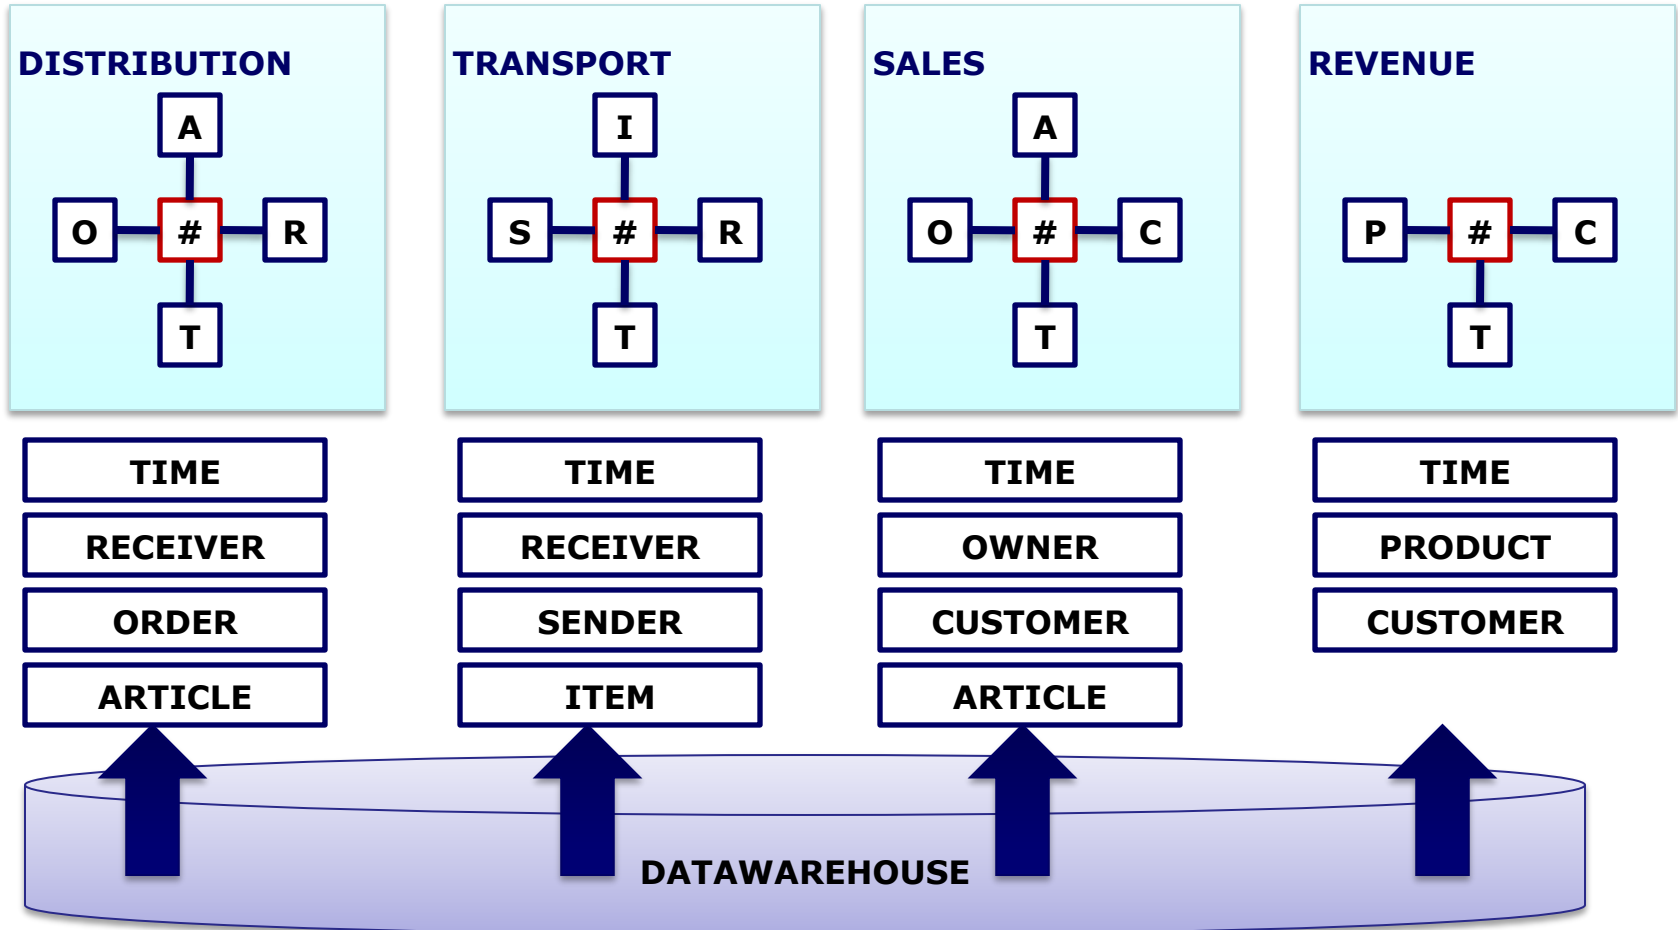 DISTRIBUTION
A
O # R
T
TIME
RECEIVER
ORDER
ARTICLE
TRANSPORT
I
S # R
T
TIME
RECEIVER
SENDER
ITEM
SALES
A
O # C
T
TIME
OWNER
CUSTOMER
ARTICLE
REVENUE
P # C
T
TIME
PRODUCT
CUSTOMER
DATAWAREHOUSE